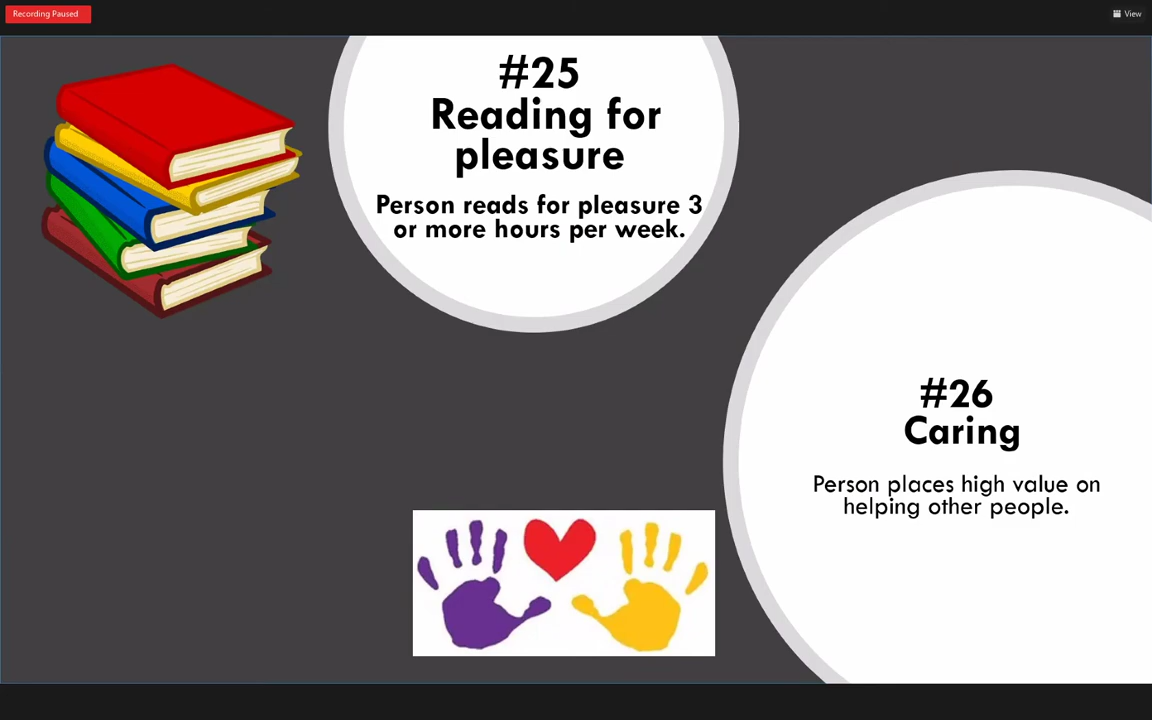 Recording Paused
View
#25
Reading for
pleasure
Person reads for pleasure 3
or more hours per week.
#26
Caring
Person places high value on
helping other people.